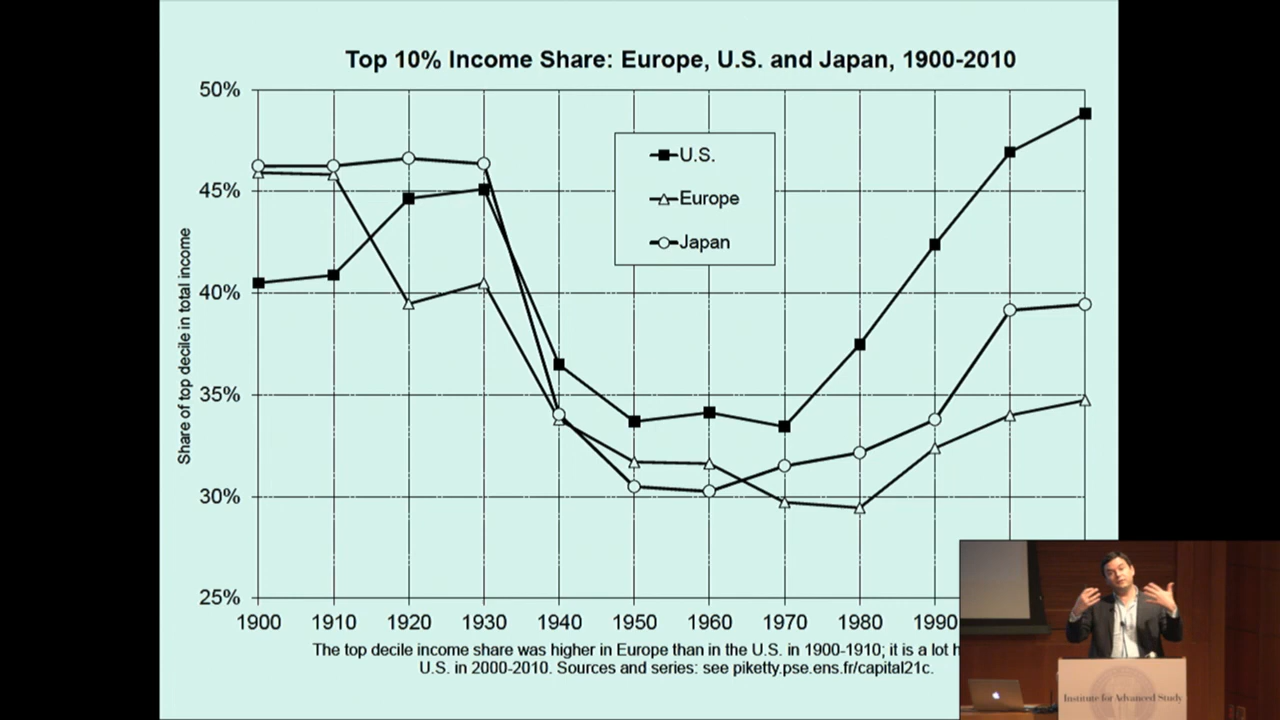 Top 10% Income Share: Europe, U.S. and Japan, 1900-2010
50%
45%
40%
35%
30%
25%
Share of top decile in total income
U.S.
Europe
Japan
1900 1910 1920 1930 1940 1950 1960 1970 1980 1990
The top decile income share was higher in Europe than in the U.S. in 1900-1910; it is a lot h
U.S. in 2000-2010. Sources and series: see piketty.pse.ens.fr/capital21c.
Institute for Advanced Study